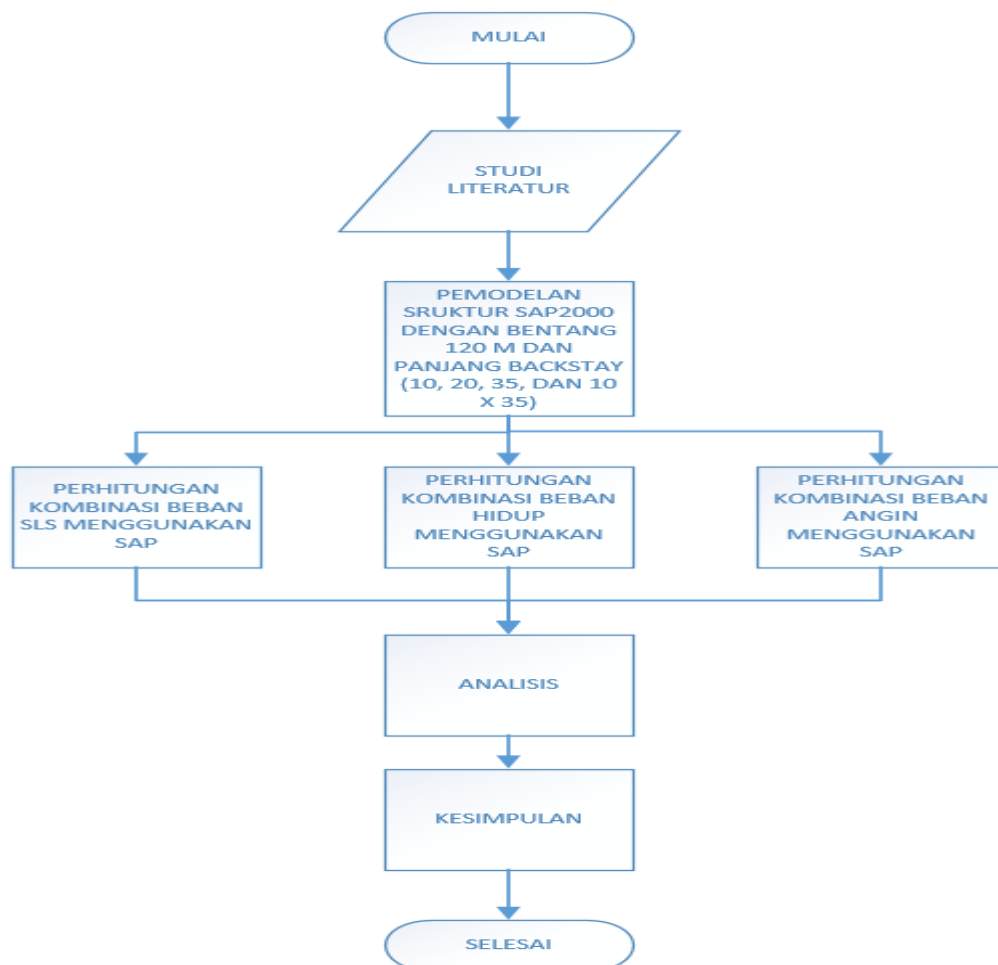 MULAI
STUDI
LITERATUR
PEMODELAN
SRUKTUR SAP2000
DENGAN BENTANG
120 M DAN
PANJANG BACKSTAY
(10, 20, 35, DAN 10
X 35)
PERHITUNGAN
KOMBINASI BEBAN
SLS MENGGUNAKAN
SAP
PERHITUNGAN
KOMBINASI BEBAN
HIDUP
MENGGUNAKAN
SAP
PERHITUNGAN
KOMBINASI BEBAN
ANGIN
MENGGUNAKAN
SAP
ANALISIS
KESIMPULAN
SELESAI